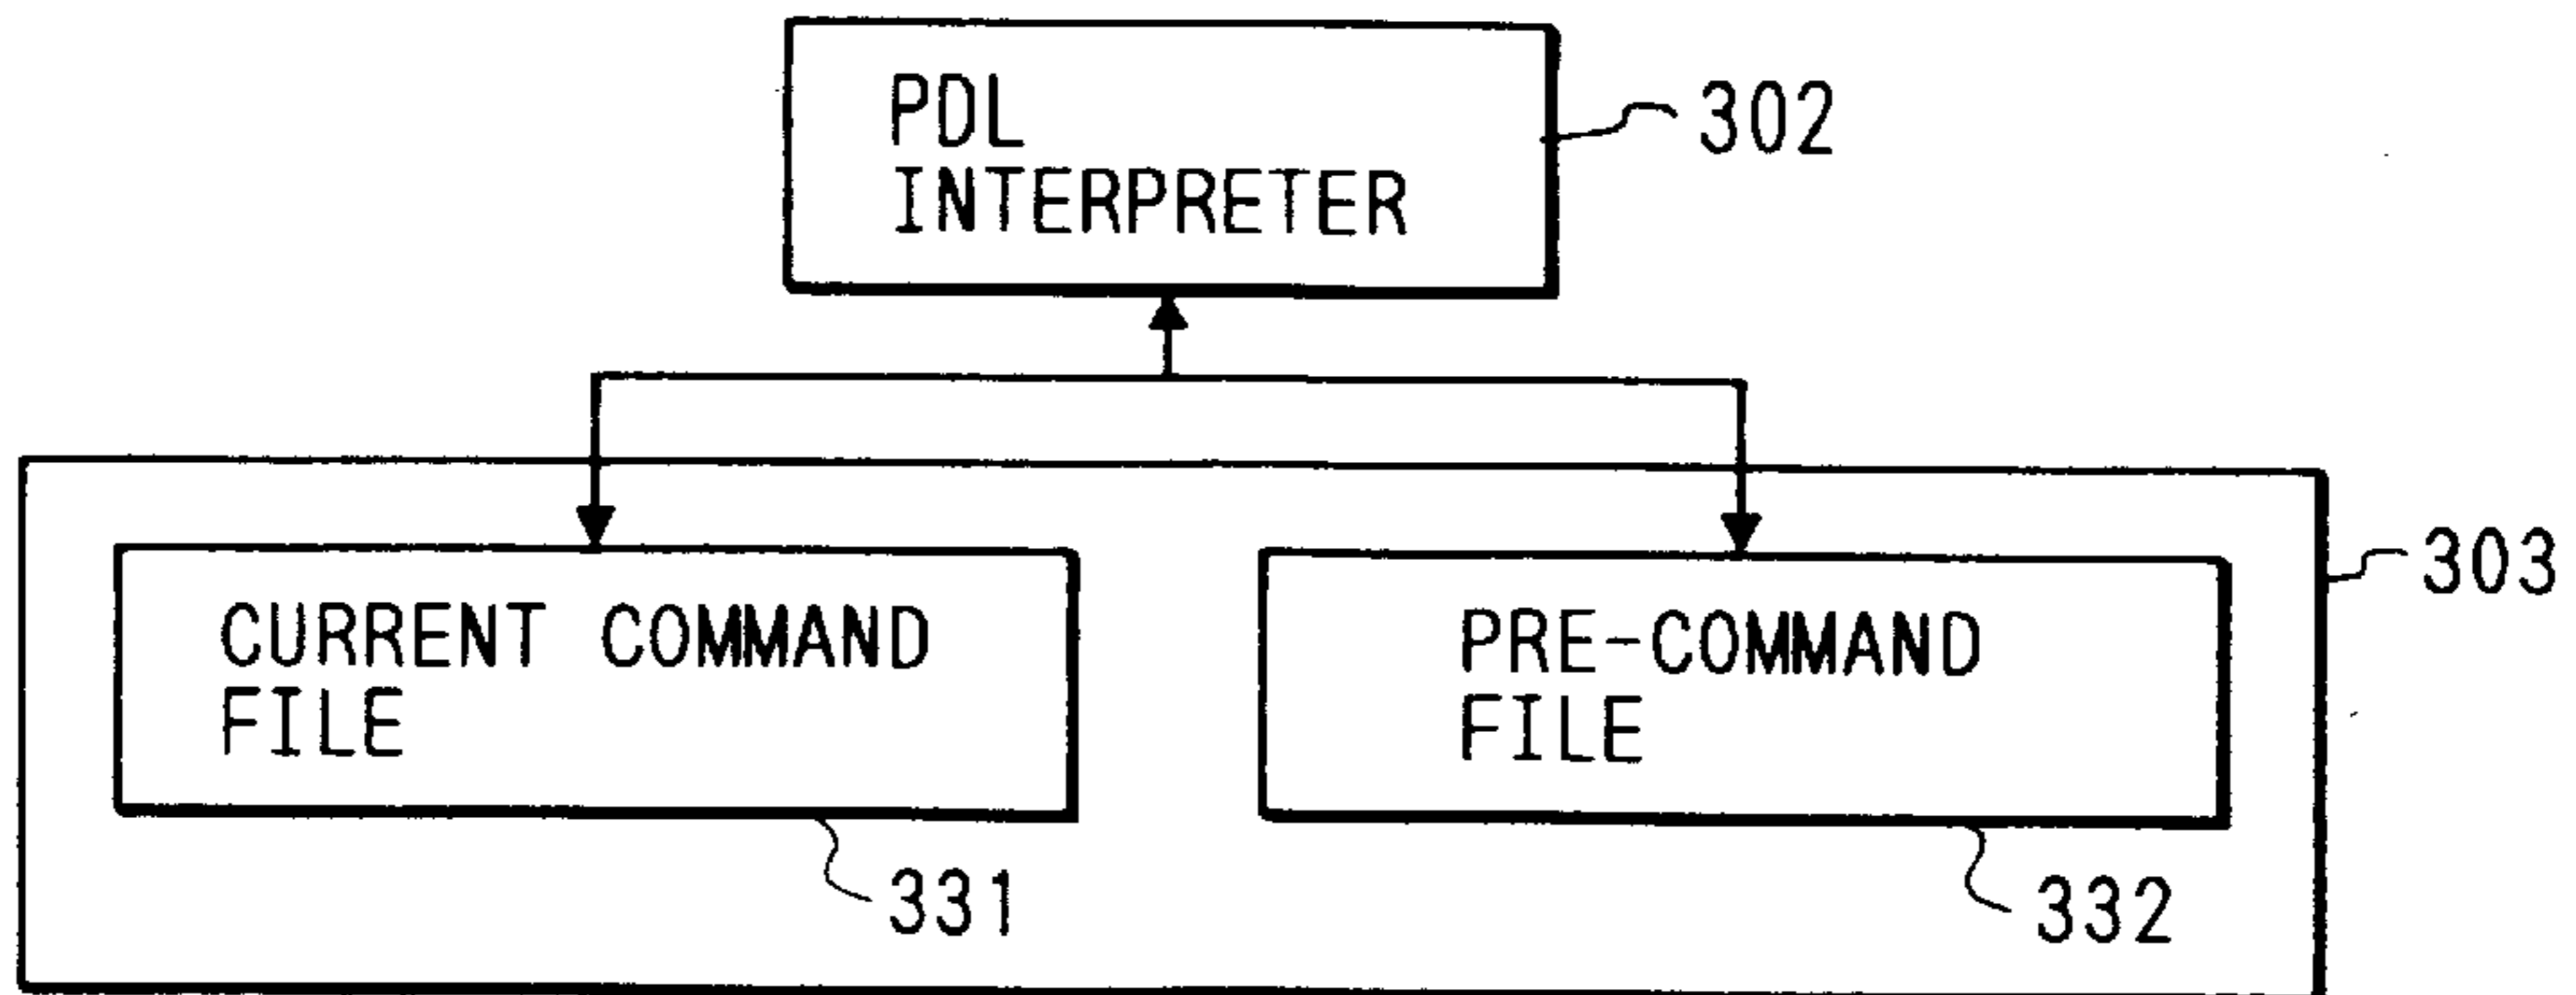 PDL
INTERPRETER
302
303
CURRENT COMMAND
FILE
PRE-COMMAND
FILE
331
332